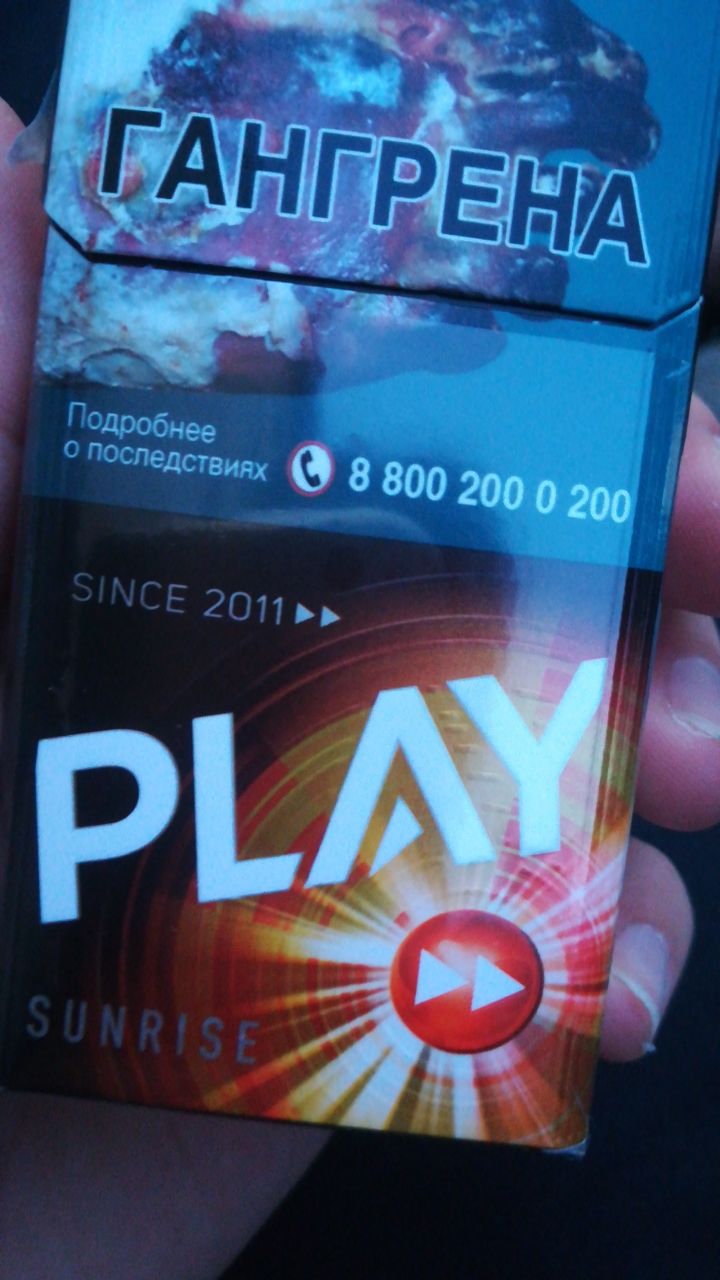 ГАНГРЕНА
Подробнее
о последствиях
8 800 200 0 200
SINCE 2011
PLAY
SUNRISE